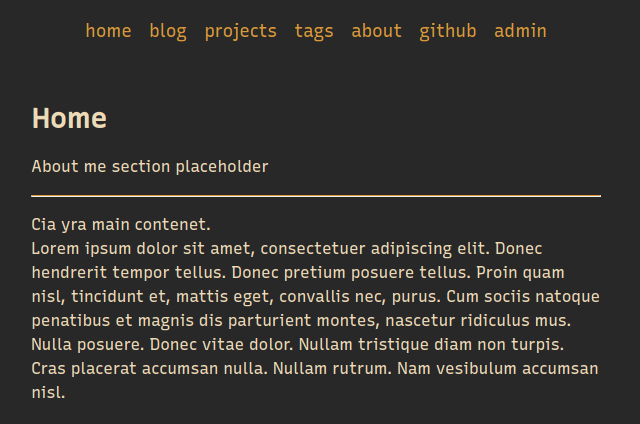 home blog projects tags about github admin
Home
About me section placeholder
Cia yra main contenet.
Lorem ipsum dolor sit amet, consectetuer adipiscing elit. Donec
hendrerit tempor tellus. Donec pretium posuere tellus. Proin quam
nisl, tincidunt et, mattis eget, convallis nec, purus. Cum sociis natoque
penatibus et magnis dis parturient montes, nascetur ridiculus mus.
Nulla posuere. Donec vitae dolor. Nullam tristique diam non turpis.
Cras placerat accumsan nulla. Nullam rutrum. Nam vesibulum accumsan
nisl.